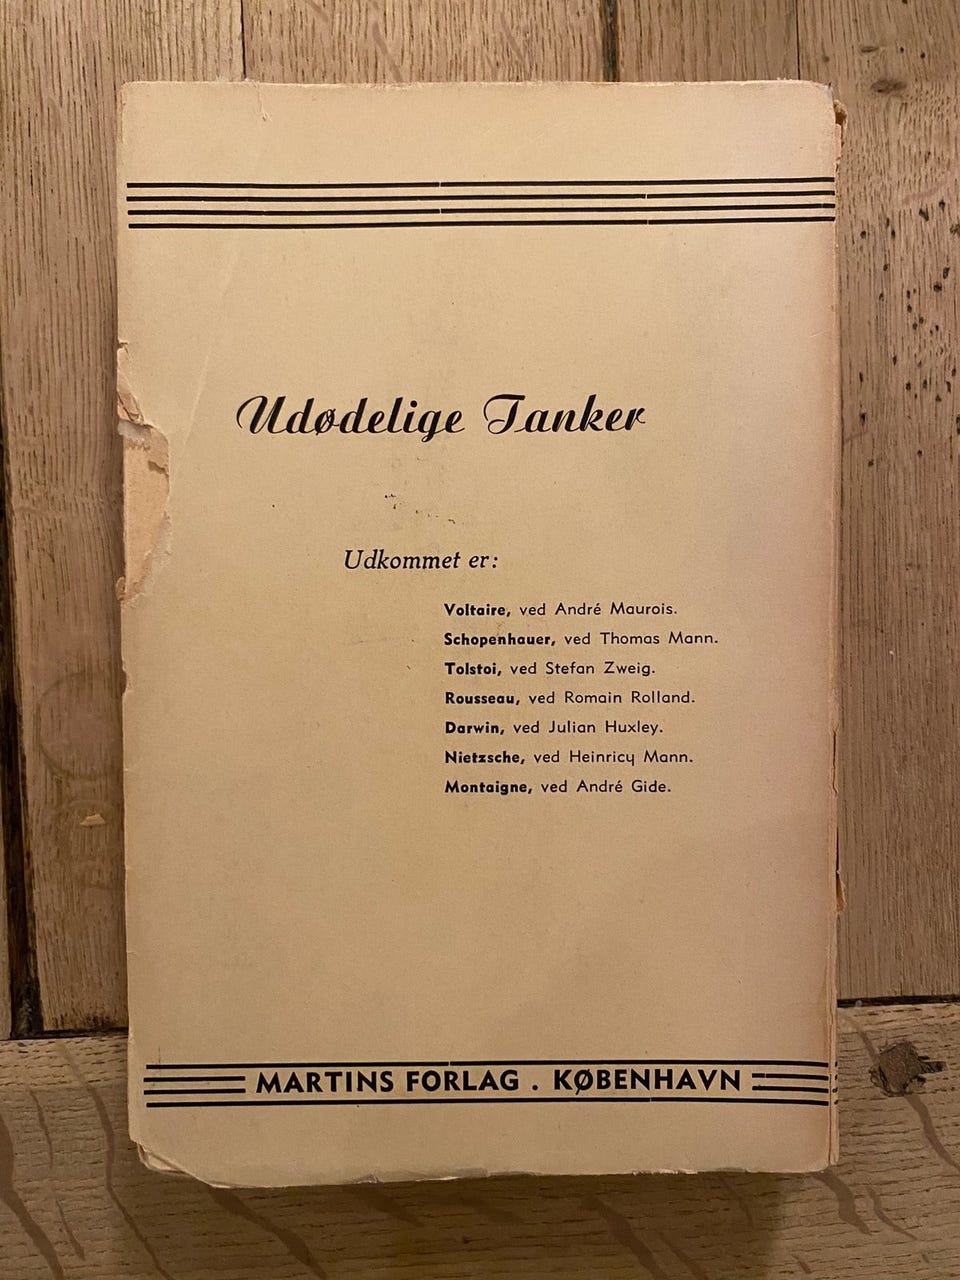 Udødelige Tanker
Udkommet er:
Voltaire, ved André Maurois.
Schopenhauer, ved Thomas Mann.
Tolstoi, ved Stefan Zweig.
Rousseau, ved Romain Rolland.
Darwin, ved Julian Huxley.
Nietzsche, ved Heinricy Mann.
Montaigne, ved André Gide.
MARTINS FORLAG . KØBENHAVN